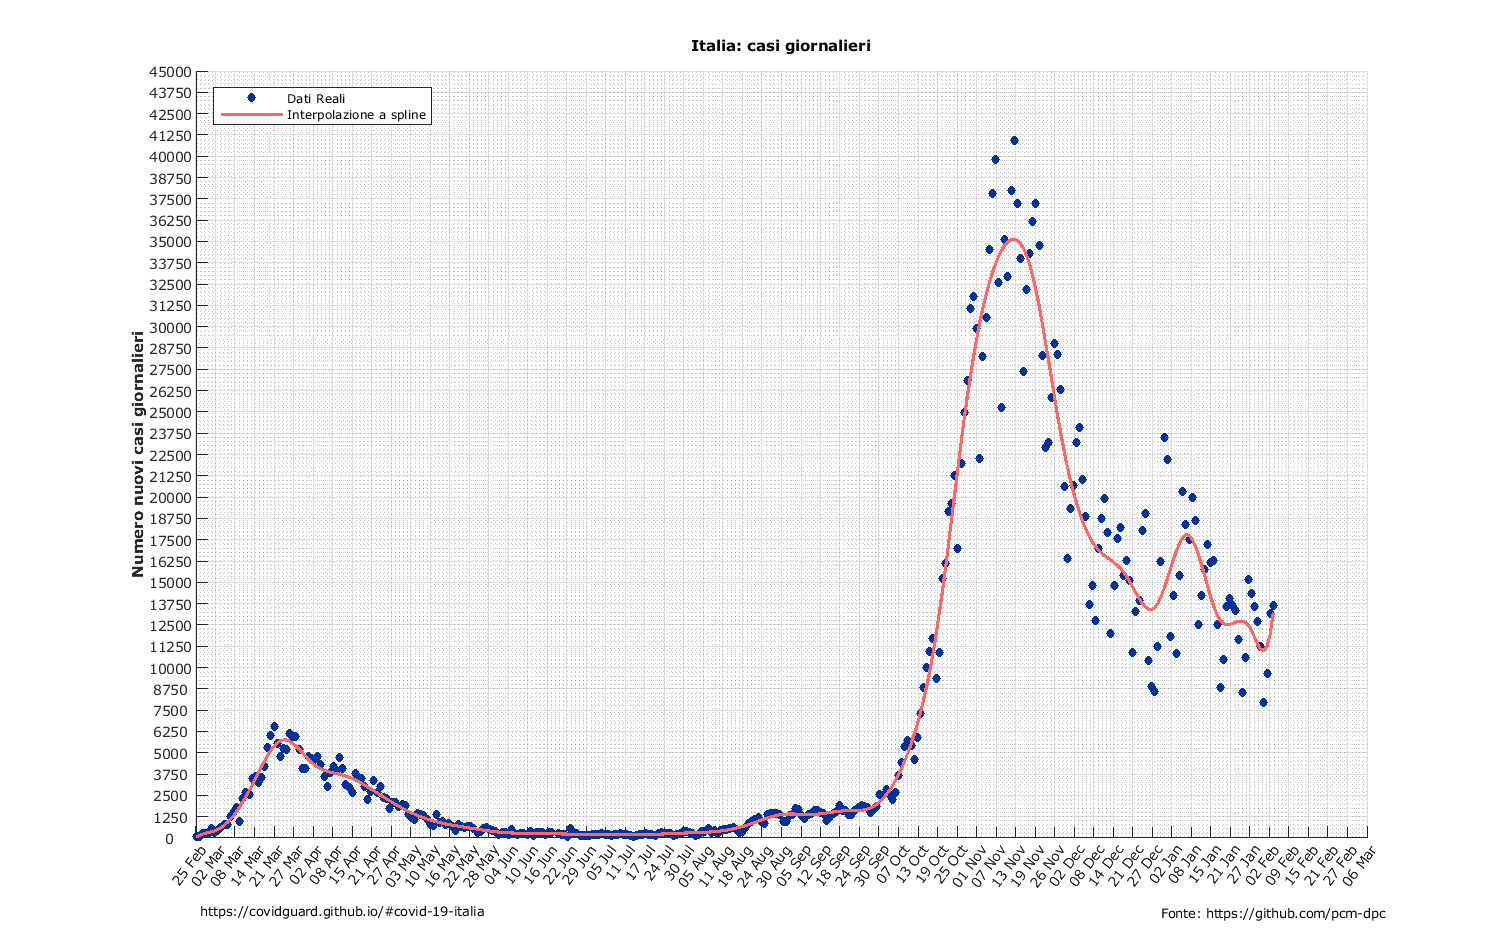 Italia: casi giornalieri
45000
43750
42500
41250
40000
38750
37500
36250
35000
33750
32500
31250
30000
28750
27500
26250
25000
23750
22500
21250
20000
18750
17500
16250
15000
13750
12500
11250
10000
8750
7500
6250
5000
3750
2500
1250
0
Numero nuovi casi giornalieri
Dati Reali
Interpolazione a spline
25 Feb
02 Mar
08 Mar
14 Mar
21 Mar
27 Mar
02 Apr
08 Apr
15 Apr
21 Apr
27 Apr
03 May
10 May
16 May
22 May
28 May
04 Jun
10 Jun
16 Jun
22 Jun
29 Jun
05 Jul
11 Jul
17 Jul
24 Jul
30 Jul
05 Aug
11 Aug
18 Aug
24 Aug
30 Aug
05 Sep
12 Sep
18 Sep
24 Sep
30 Sep
07 Oct
13 Oct
19 Oct
25 Oct
01 Nov
07 Nov
13 Nov
19 Nov
26 Dec
02 Dec
08 Dec
14 Dec
21 Dec
27 Dec
02 Jan
08 Jan
15 Jan
21 Jan
27 Jan
02 Feb
09 Feb
15 Feb
21 Feb
27 Feb
06 Mar
https://covidguard.github.io/#covid-19-italia
Fonte: https://github.com/pcm-dpc